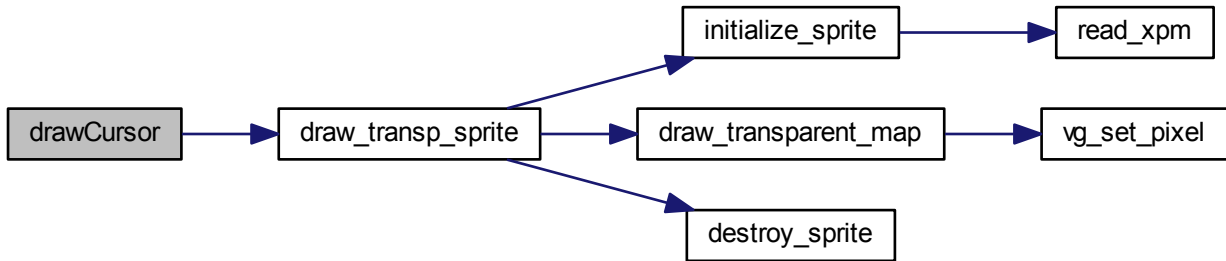 initialize_sprite
read_xpm
drawCursor
draw_transp_sprite
draw_transparent_map
vg_set_pixel
destroy_sprite